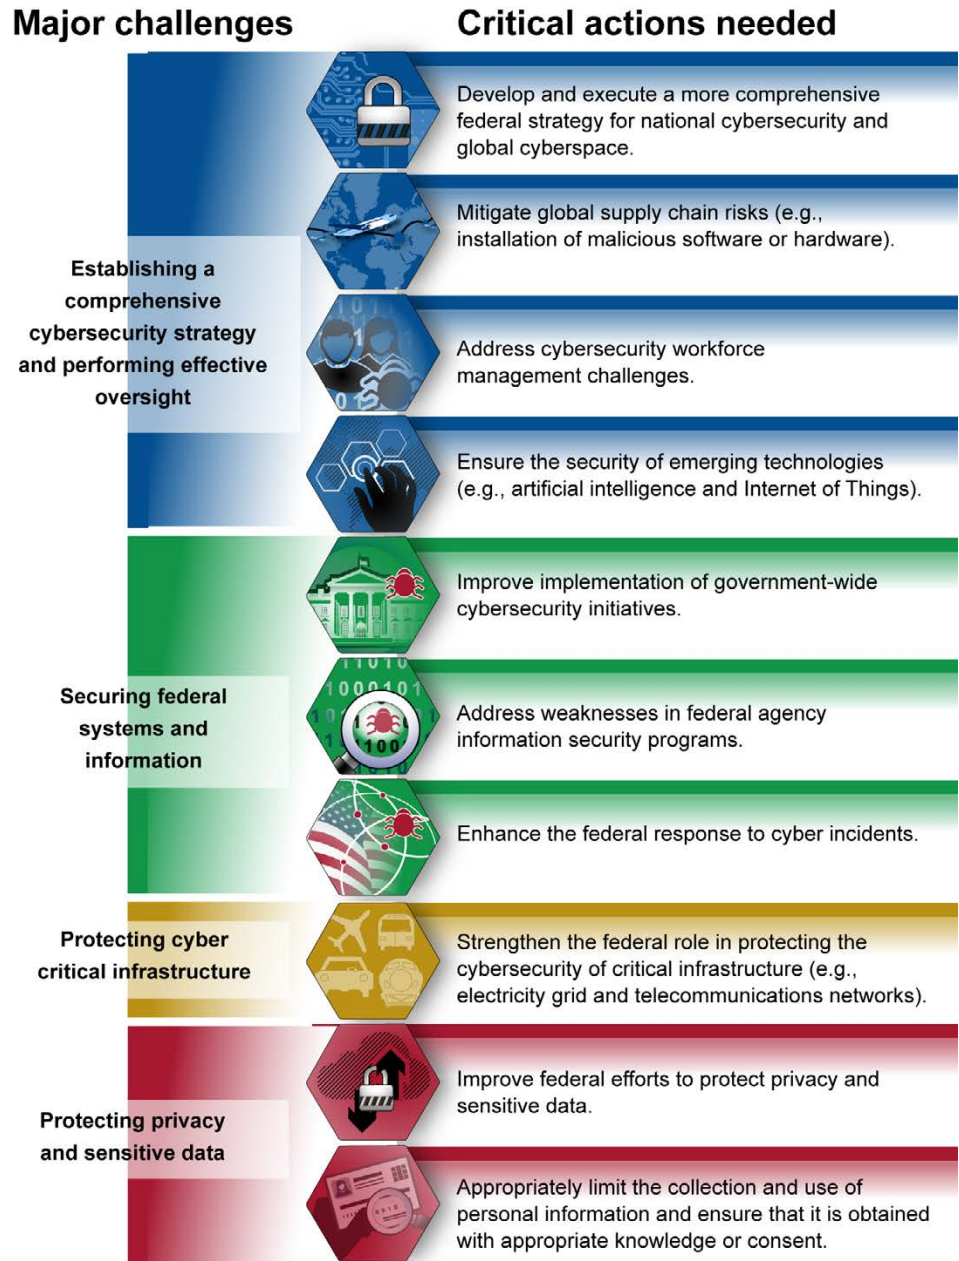 Major challenges
Critical actions needed
Establishing a
comprehensive
cybersecurity strategy
and performing effective
oversight
Develop and execute a more comprehensive
federal strategy for national cybersecurity and
global cyberspace.
Mitigate global supply chain risks (e.g.,
installation of malicious software or hardware).
Address cybersecurity workforce
management challenges.
Ensure the security of emerging technologies
(e.g., artificial intelligence and Internet of Things).
Securing federal
systems and
information
Improve implementation of government-wide
cybersecurity initiatives.
Address weaknesses in federal agency
information security programs.
Enhance the federal response to cyber incidents.
Protecting cyber
critical infrastructure
Strengthen the federal role in protecting the
cybersecurity of critical infrastructure (e.g.,
electricity grid and telecommunications networks).
Protecting privacy
and sensitive data
Improve federal efforts to protect privacy and
sensitive data.
Appropriately limit the collection and use of
personal information and ensure that it is obtained
with appropriate knowledge or consent.